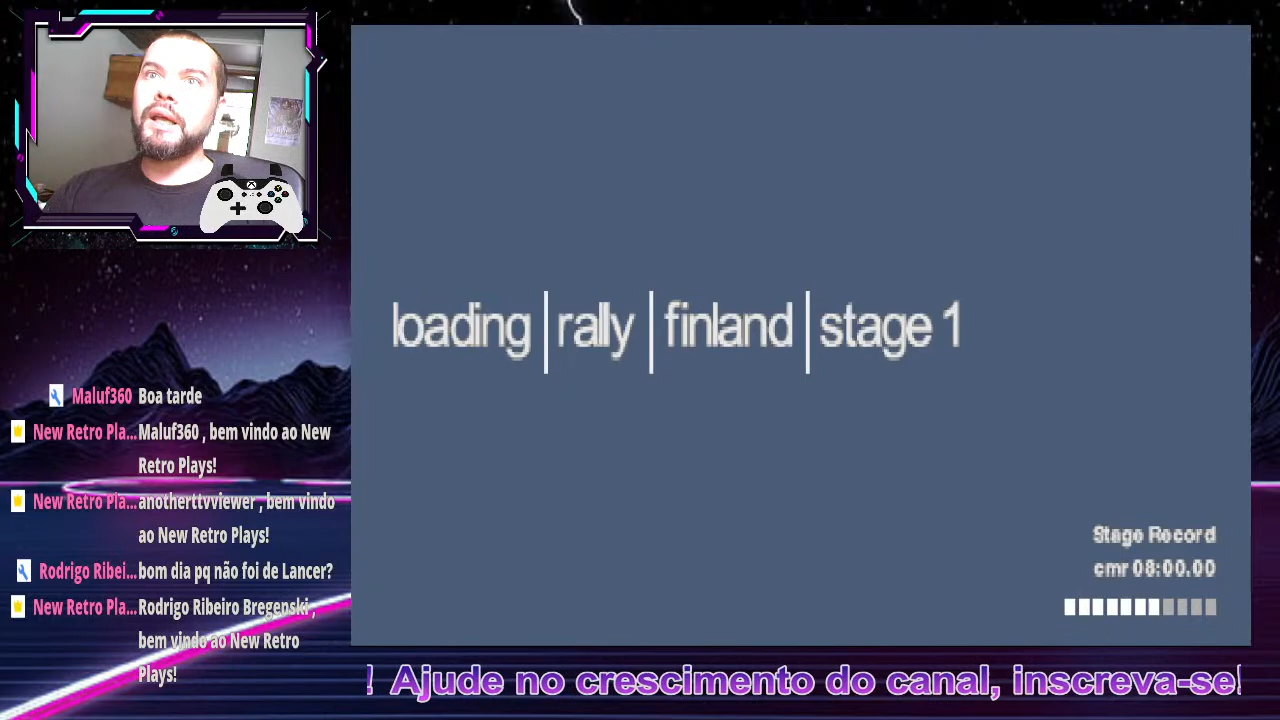 loading | rally | finland | stage 1
Maluf360 Boa tarde
New Retro Pla... Maluf360 , bem vindo ao New
Retro Plays!
New Retro Pla... anotherttvviewer , bem vindo
ao New Retro Plays!
Rodrigo Ribei... bom dia pq não foi de Lancer?
New Retro Pla... Rodrigo Ribeiro Bregenski ,
bem vindo ao New Retro
Plays!
Stage Record
cmr 08:00.00
! Ajude no crescimento do canal, inscreva-se!